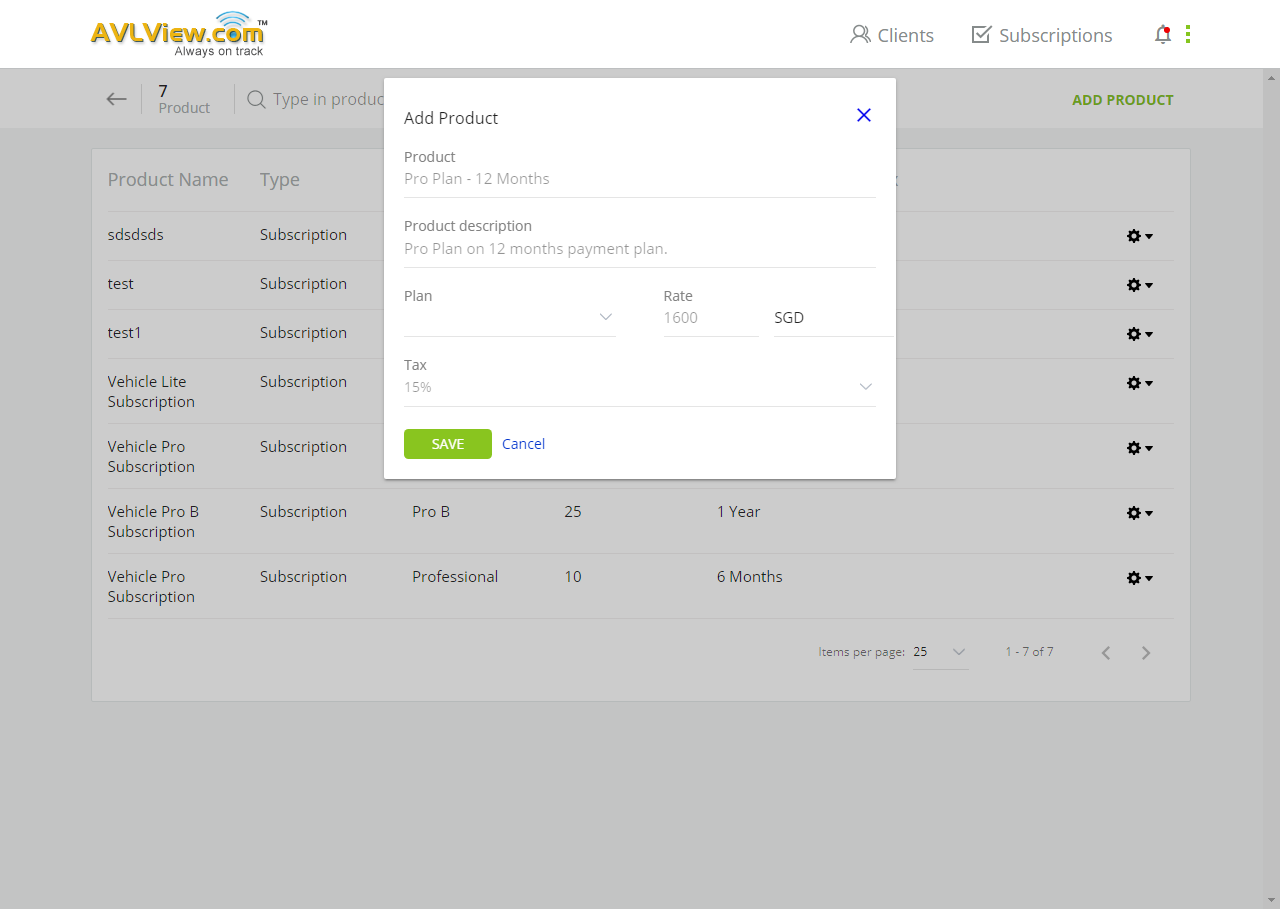 AVLView.com™
Always on track
Clients
Subscriptions
7
Product
Type in produc
ADD PRODUCT
Add Product
Product
Pro Plan - 12 Months
Product description
Pro Plan on 12 months payment plan.
Plan
Rate
1600
SGD
Tax
15%
SAVE
Cancel
Product Name Type
sdsdsds Subscription
test Subscription
test1 Subscription
Vehicle Lite Subscription
Subscription
Vehicle Pro Subscription
Subscription
Vehicle Pro B Subscription Pro B 25 1 Year
Subscription
Vehicle Pro Subscription Professional 10 6 Months
Subscription
Items per page: 25 1 - 7 of 7